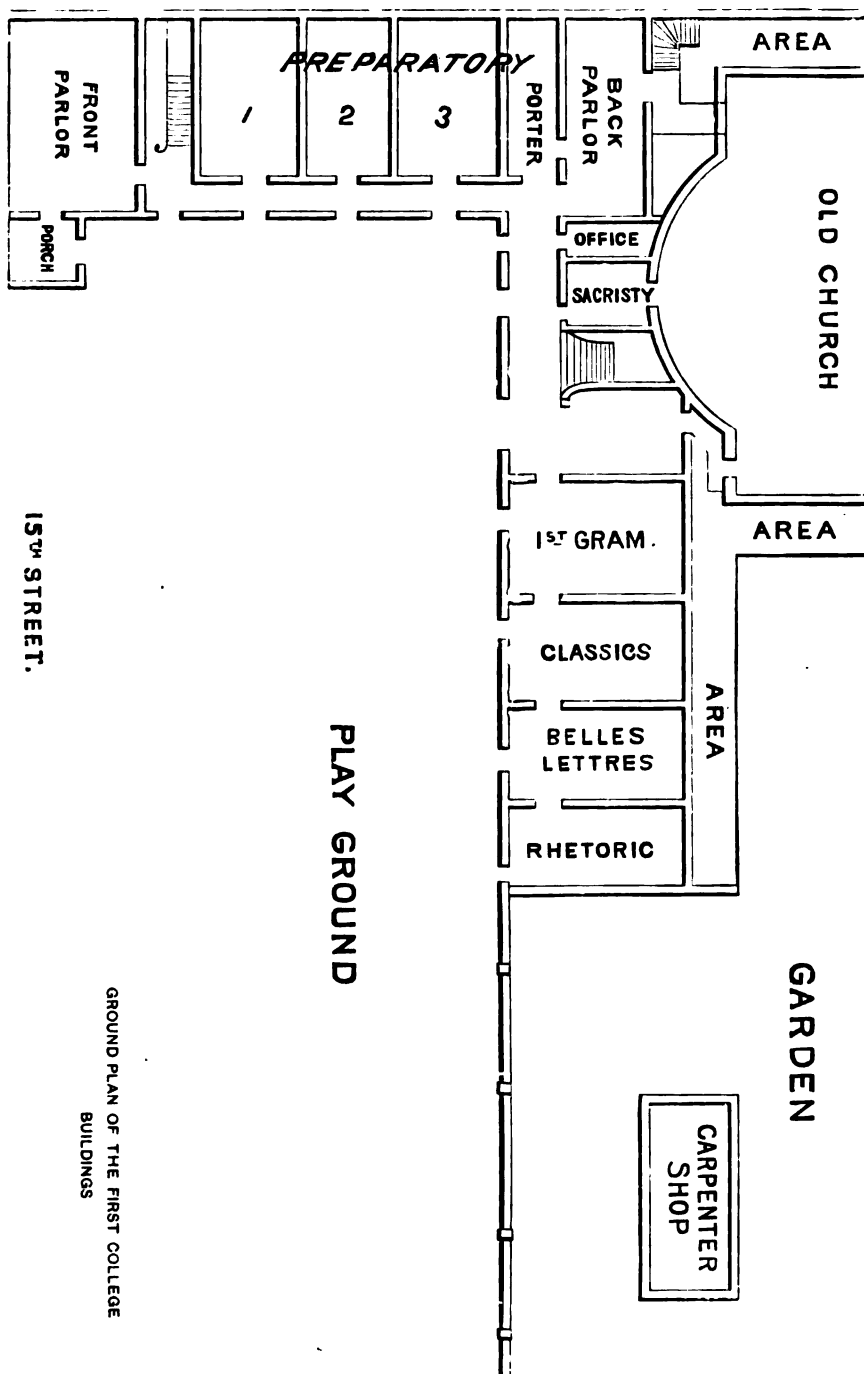 PREPARATORY
1
2
3
FRONT
PARLOR
PORCH
PORTER
BACK
PARLOR
OFFICE
SACRISTY
AREA
OLD CHURCH
AREA
1ST GRAM.
CLASSICS
BELLES
LETTRES
RHETORIC
AREA
15TH STREET.
PLAY GROUND
GARDEN
CARPENTER
SHOP
GROUND PLAN OF THE FIRST COLLEGE
BUILDINGS